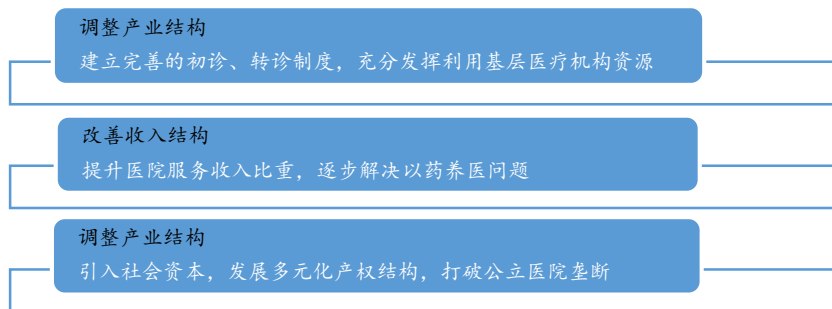 调整产业结构
建立完善的初诊、转诊制度，充分发挥利用基层医疗机构资源
改善收入结构
提升医院服务收入比重，逐步解决以药养医问题
调整产业结构
引入社会资本，发展多元化产权结构，打破公立医院垄断